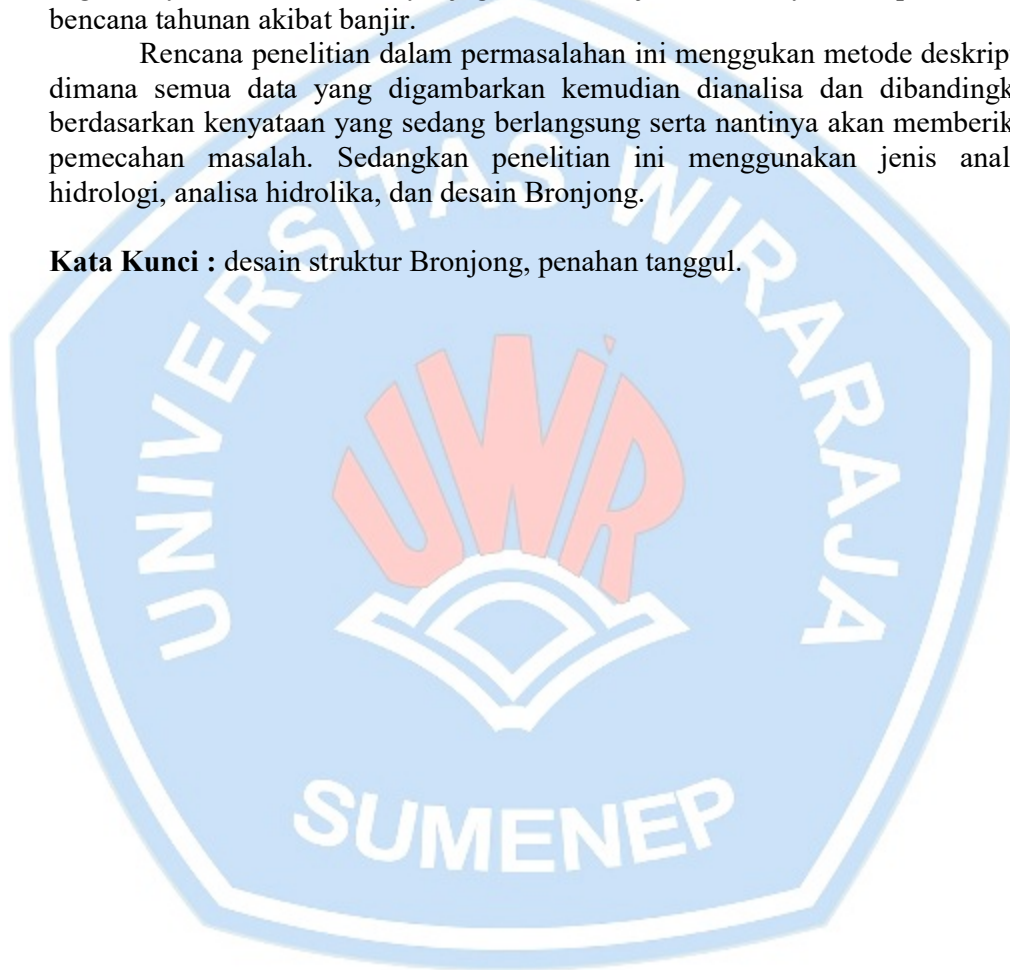 bencana tahunan akibat banjir.
Rencana penelitian dalam permasalahan ini menggukan metode deskrip
dimana semua data yang digambarkan kemudian dianalisa dan dibandingk
berdasarkan kenyataan yang sedang berlangsung serta nantinya akan memberik
pemecahan masalah. Sedangkan penelitian ini menggunakan jenis anal
hidrologi, analisa hidrolika, dan desain Bronjong.
Kata Kunci : desain struktur Bronjong, penahan tanggul.
UNIVERSITAS WIRARAJA
UWR
SUMENEP